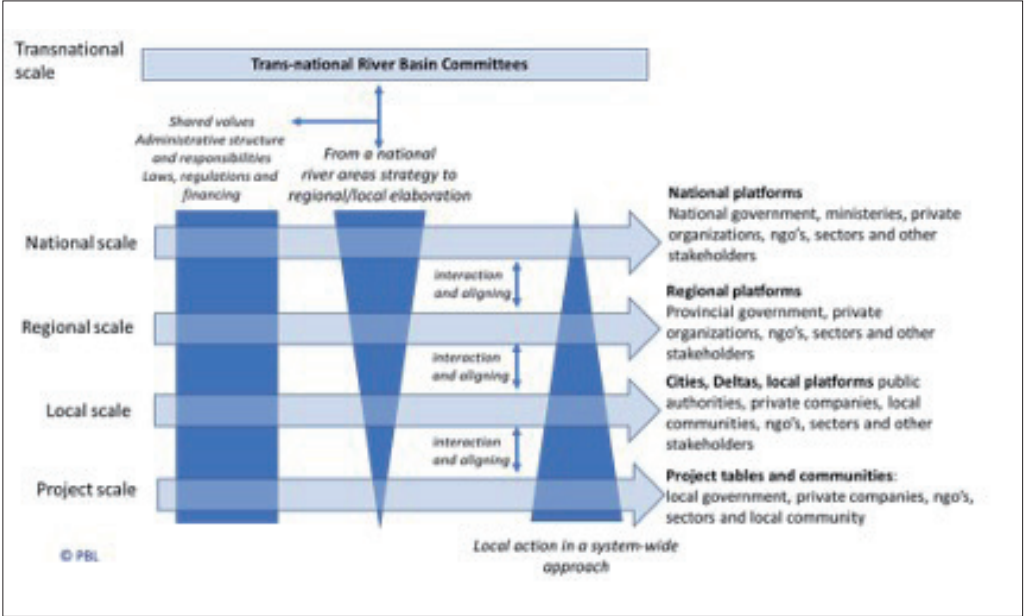 Transnational
scale
Trans-national River Basin Committees
Shared values
Administrative structure
and responsibilities
Laws, regulations and
financing
From a national
river areas strategy to
regional/local elaboration
National scale
interaction
and aligning
National platforms
National government, ministeries, private
organizations, ngo's, sectors and other
stakeholders
Regional scale
interaction
and aligning
Regional platforms
Provincial government, private
organizations, ngo's, sectors and other
stakeholders
Local scale
interaction
and aligning
Cities, Deltas, local platforms public
authorities, private companies, local
communities, ngo's, sectors and other
stakeholders
Project scale
Project tables and communities:
local government, private companies, ngo's,
sectors and local community
Local action in a system-wide
approach
© PBL